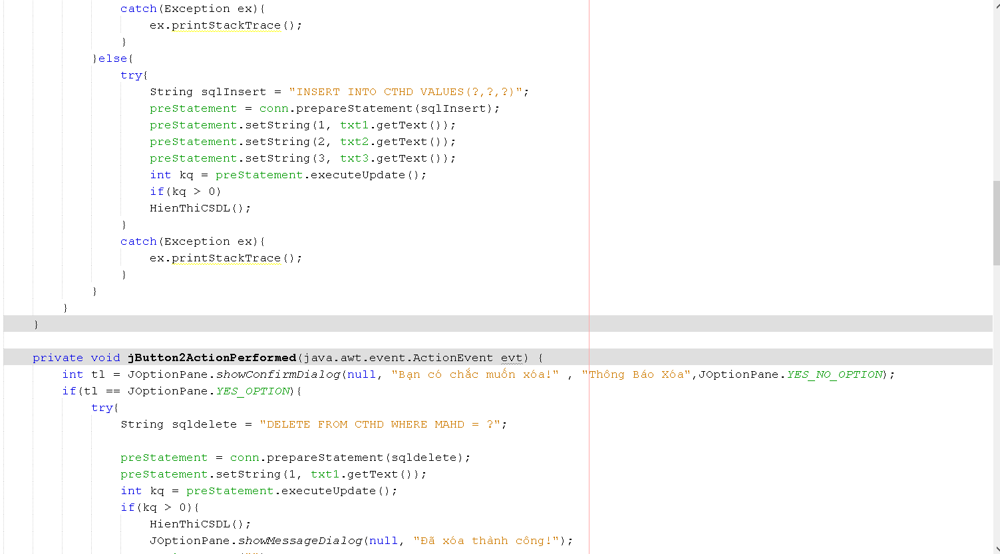 catch(Exception ex){
ex.printStackTrace();
}
}else{
try{
String sqlInsert = "INSERT INTO CTHD VALUES(?,?,?)";
preStatement = conn.prepareStatement(sqlInsert);
preStatement.setString(1, txt1.getText());
preStatement.setString(2, txt2.getText());
preStatement.setString(3, txt3.getText());
int kq = preStatement.executeUpdate();
if(kq > 0)
HienThiCSDL();
}
catch(Exception ex){
ex.printStackTrace();
}
}
}
}
private void jButton2ActionPerformed(java.awt.event.ActionEvent evt) {
int tl = JOptionPane.showConfirmDialog(null, "Bạn có chắc muốn xóa!" , "Thông Báo Xóa",JOptionPane.YES_NO_OPTION);
if(tl == JOptionPane.YES_OPTION){
try{
String sqldelete = "DELETE FROM CTHD WHERE MAHD = ?";
preStatement = conn.prepareStatement(sqldelete);
preStatement.setString(1, txt1.getText());
int kq = preStatement.executeUpdate();
if(kq > 0){
HienThiCSDL();
JOptionPane.showMessageDialog(null, "Đã xóa thành công!");